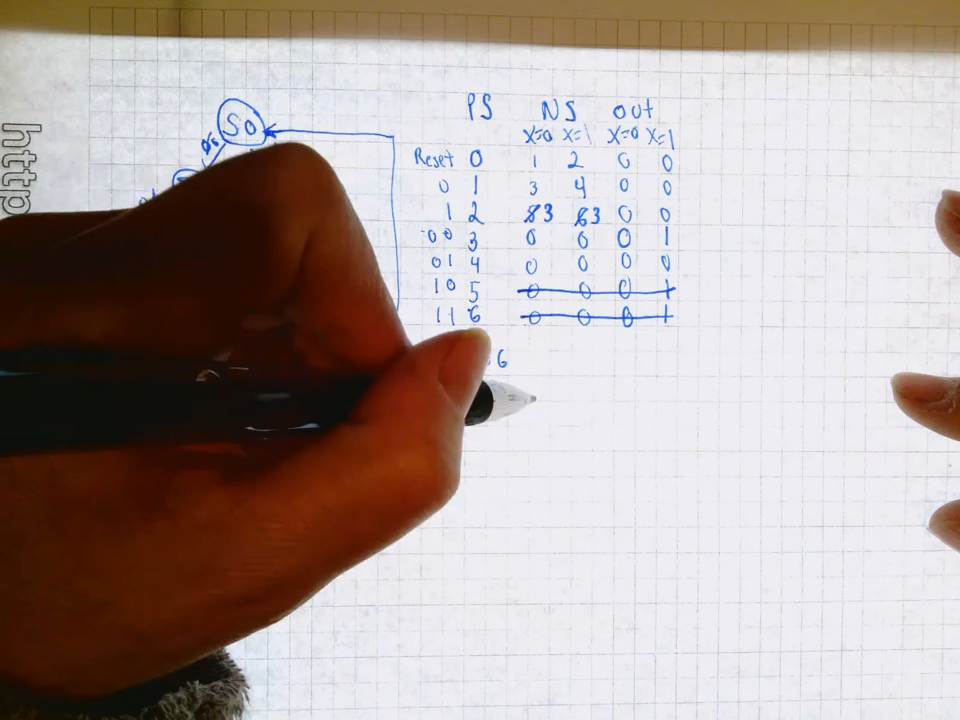 htttp
S0
PS NS out
x=0 x=1 x=0 x=1
Reset 0 1 2 0 0
0 1 3 4 0 0
1 2 3 3 0 0
00 3 0 0 0 1
01 4 0 0 0 0
10 5 0 0 0 1
11 6 0 0 0 1
6